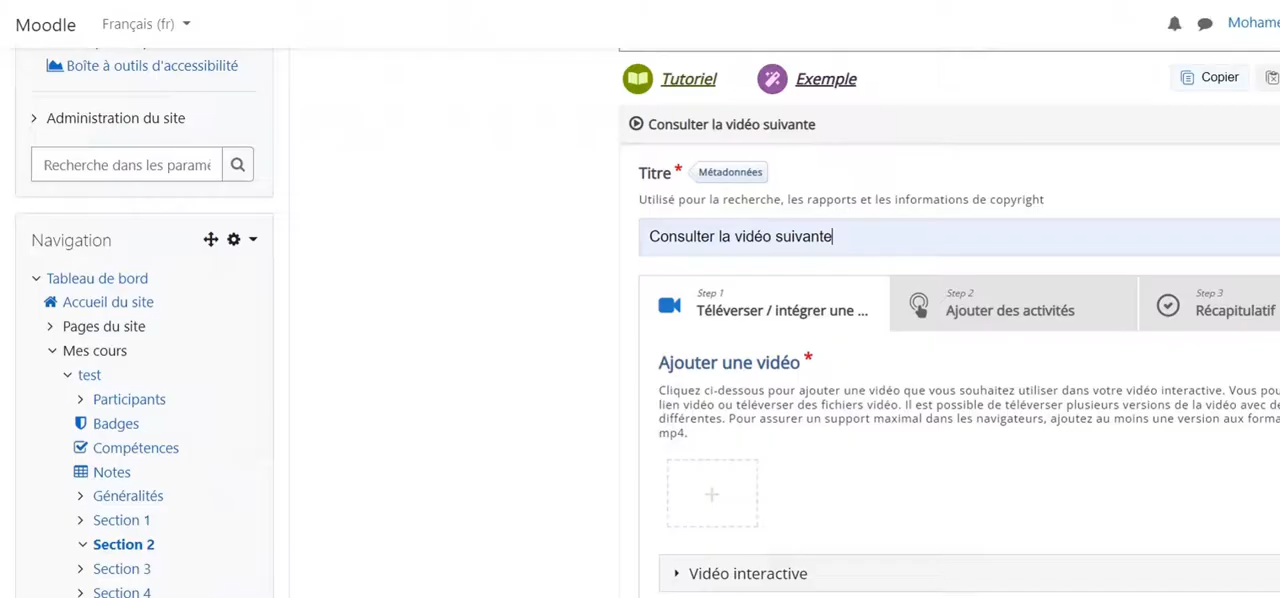 Moodle Français (fr) Mohame
Boîte à outils d'accessibilité
Administration du site
Recherche dans les paramè
Navigation
Tableau de bord
Accueil du site
Pages du site
Mes cours
test
Participants
Badges
Compétences
Notes
Généralités
Section 1
Section 2
Section 3
Section 4
Tutoriel Exemple Copier
Consulter la vidéo suivante
Titre * Métadonnées
Utilisé pour la recherche, les rapports et les informations de copyright
Consulter la vidéo suivante
Step 1
Téléverser / intégrer une ...
Step 2
Ajouter des activités
Step 3
Récapitulatif
Ajouter une vidéo *
Cliquez ci-dessous pour ajouter une vidéo que vous souhaitez utiliser dans votre vidéo interactive. Vous pou
lien vidéo ou téléverser des fichiers vidéo. Il est possible de téléverser plusieurs versions de la vidéo avec de
différentes. Pour assurer un support maximal dans les navigateurs, ajoutez au moins une version aux forma
mp4.
Vidéo interactive